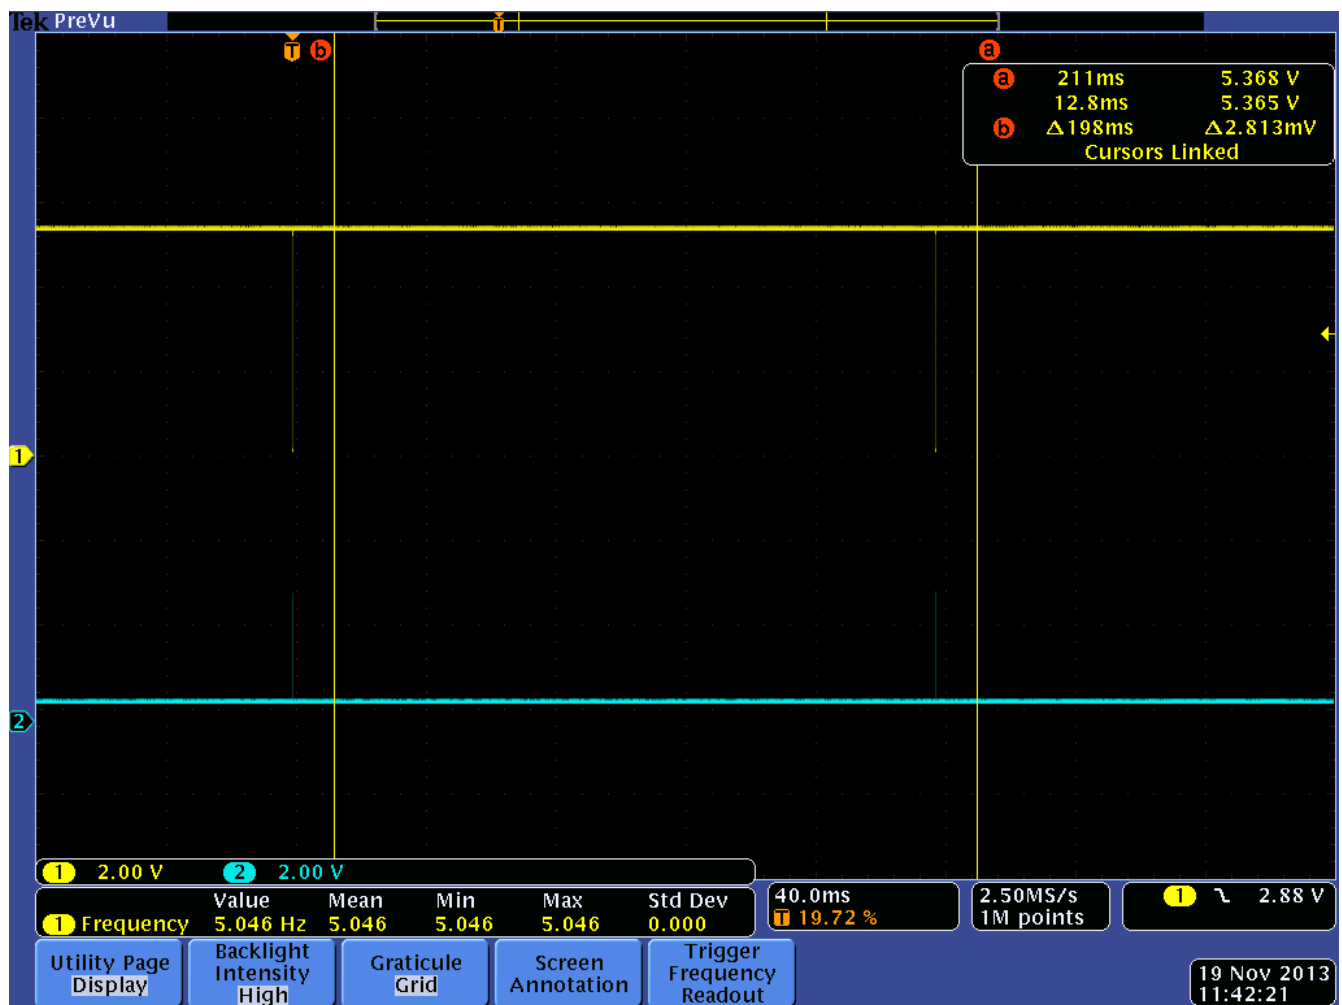 Tek PreVu
T
T b a
a 211ms 5.368 V
12.8ms 5.365 V
b Δ198ms Δ2.813mV
Cursors Linked
1
2
1 2.00 V 2 2.00 V
Value Mean Min Max Std Dev
1 Frequency 5.046 Hz 5.046 5.046 5.046 0.000
40.0ms
T 19.72 %
2.50MS/s
1M points
1 2.88 V
Utility Page
Display
Backlight
Intensity
High
Graticule
Grid
Screen
Annotation
Trigger
Frequency
Readout
19 Nov 2013
11:42:21